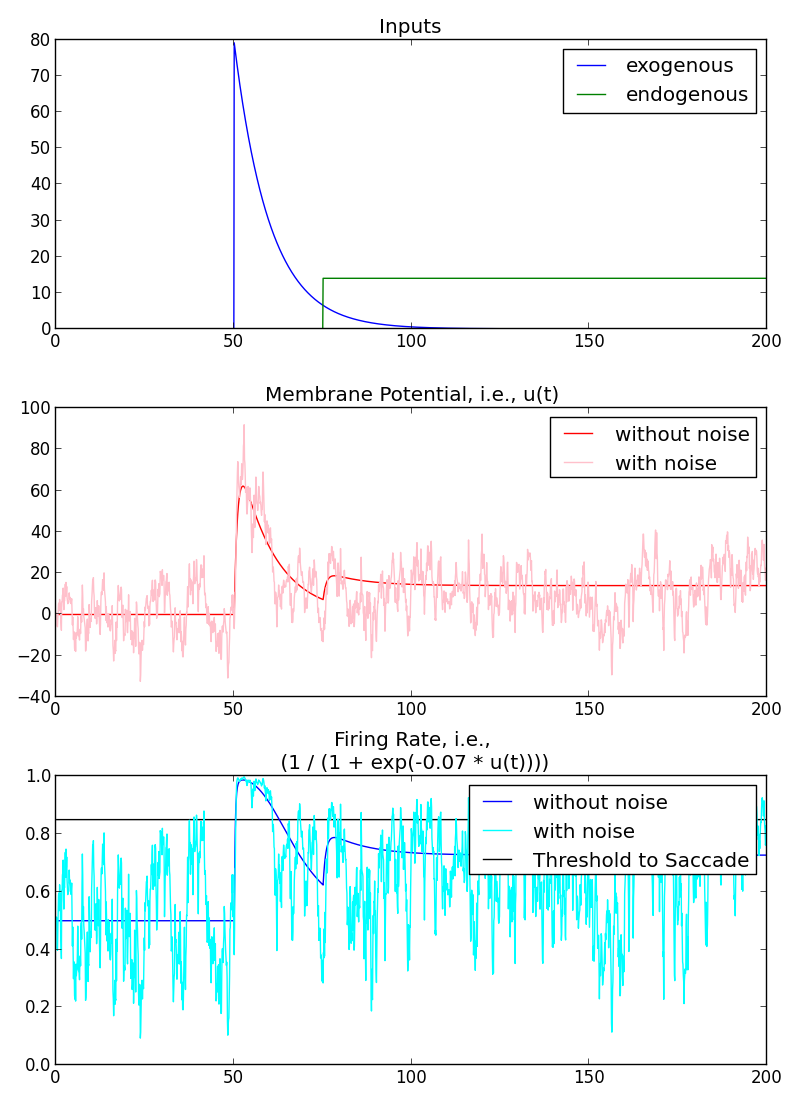 Inputs
80
70
60
50
40
30
20
10
0
exogenous
endogenous
0 50 100 150 200
Membrane Potential, i.e., u(t)
100
80
60
40
20
0
−20
−40
without noise
with noise
0 50 100 150 200
Firing Rate, i.e.,
(1 / (1 + exp(-0.07 * u(t))))
1.0
0.8
0.6
0.4
0.2
0.0
without noise
with noise
Threshold to Saccade
0 50 100 150 200